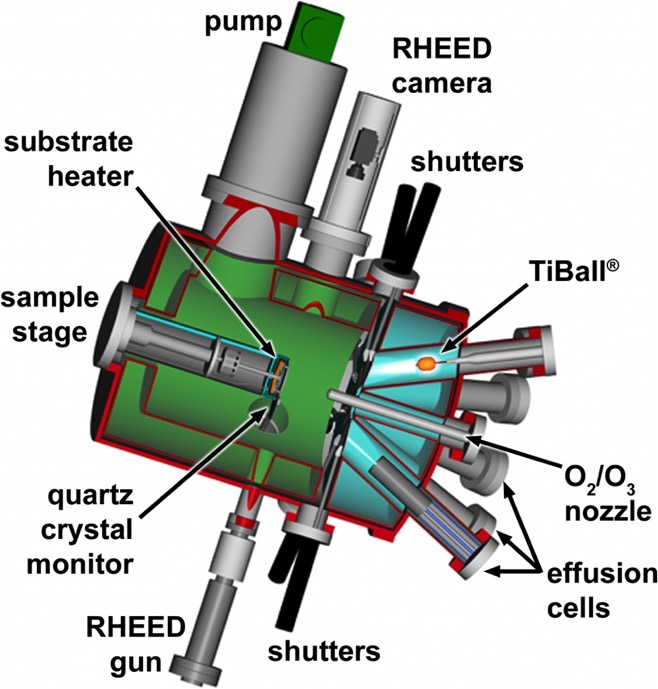 pump
RHEED
camera
substrate
heater
shutters
TiBall®
sample
stage
O₂/O₃
nozzle
quartz
crystal
monitor
effusion
cells
RHEED
gun
shutters